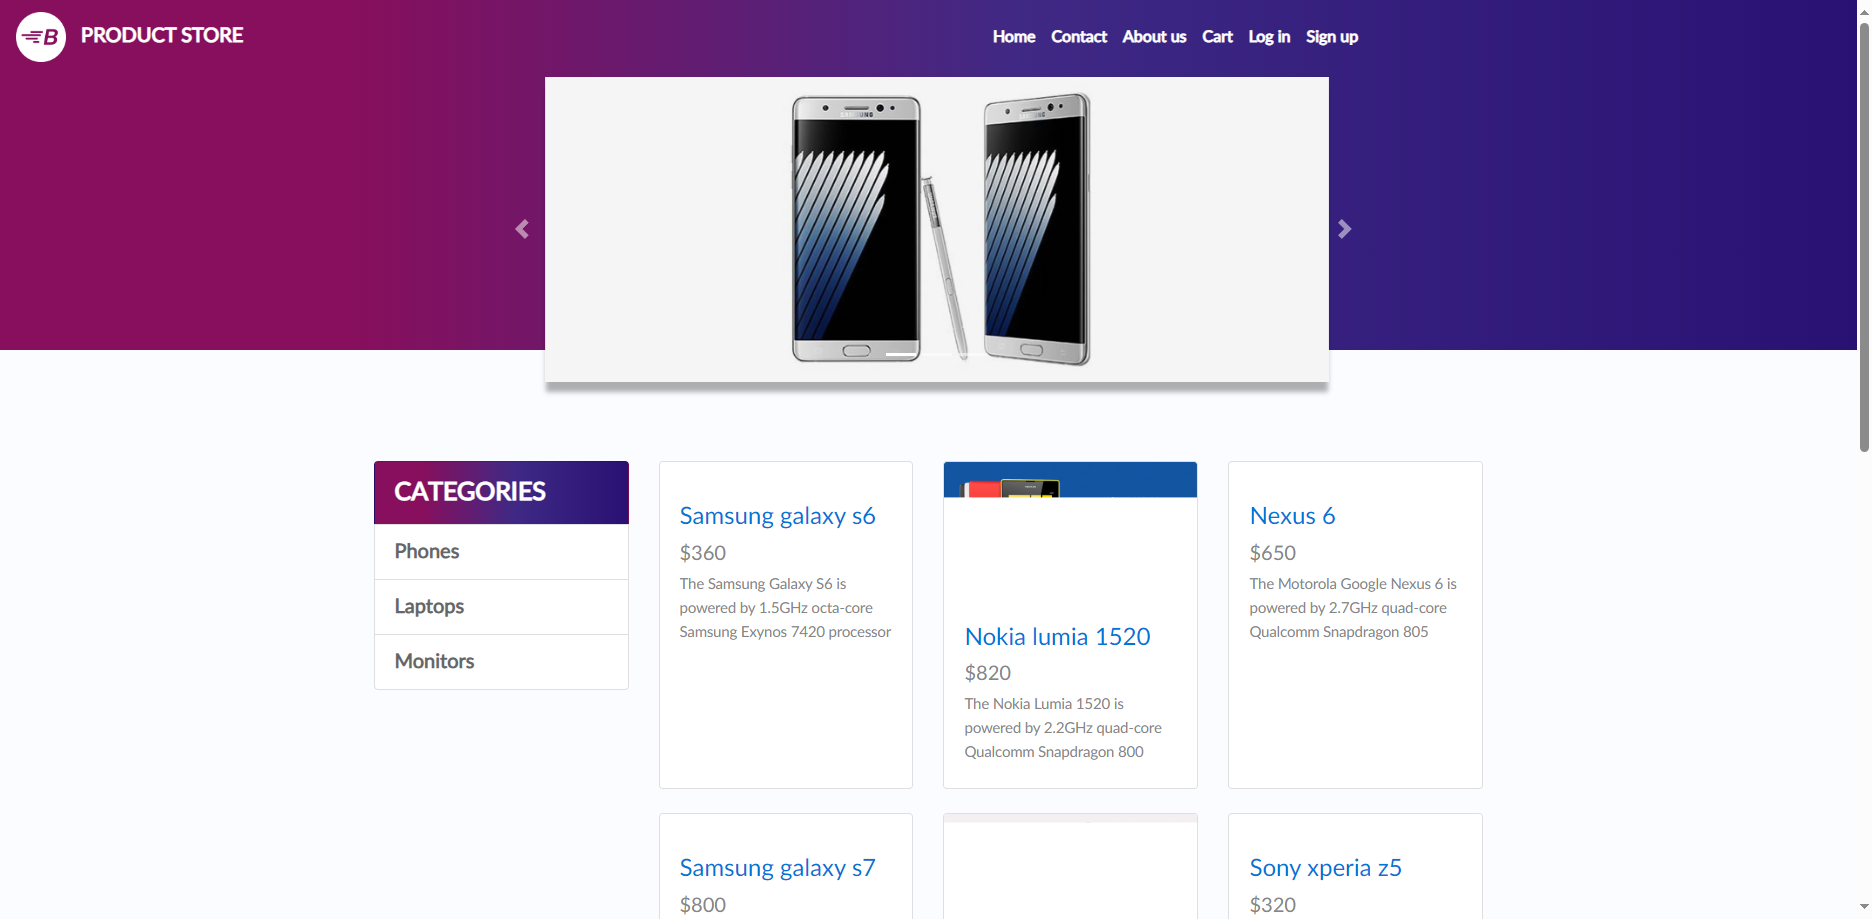 B PRODUCT STORE
Home Contact About us Cart Log in Sign up
SAMSUNG SAMSUNG
CATEGORIES
Phones
Laptops
Monitors
Samsung galaxy s6
$360
The Samsung Galaxy S6 is
powered by 1.5GHz octa-core
Samsung Exynos 7420 processor
Nokia lumia 1520
$820
The Nokia Lumia 1520 is
powered by 2.2GHz quad-core
Qualcomm Snapdragon 800
Nexus 6
$650
The Motorola Google Nexus 6 is
powered by 2.7GHz quad-core
Qualcomm Snapdragon 805
Samsung galaxy s7
$800
Sony xperia z5
$320